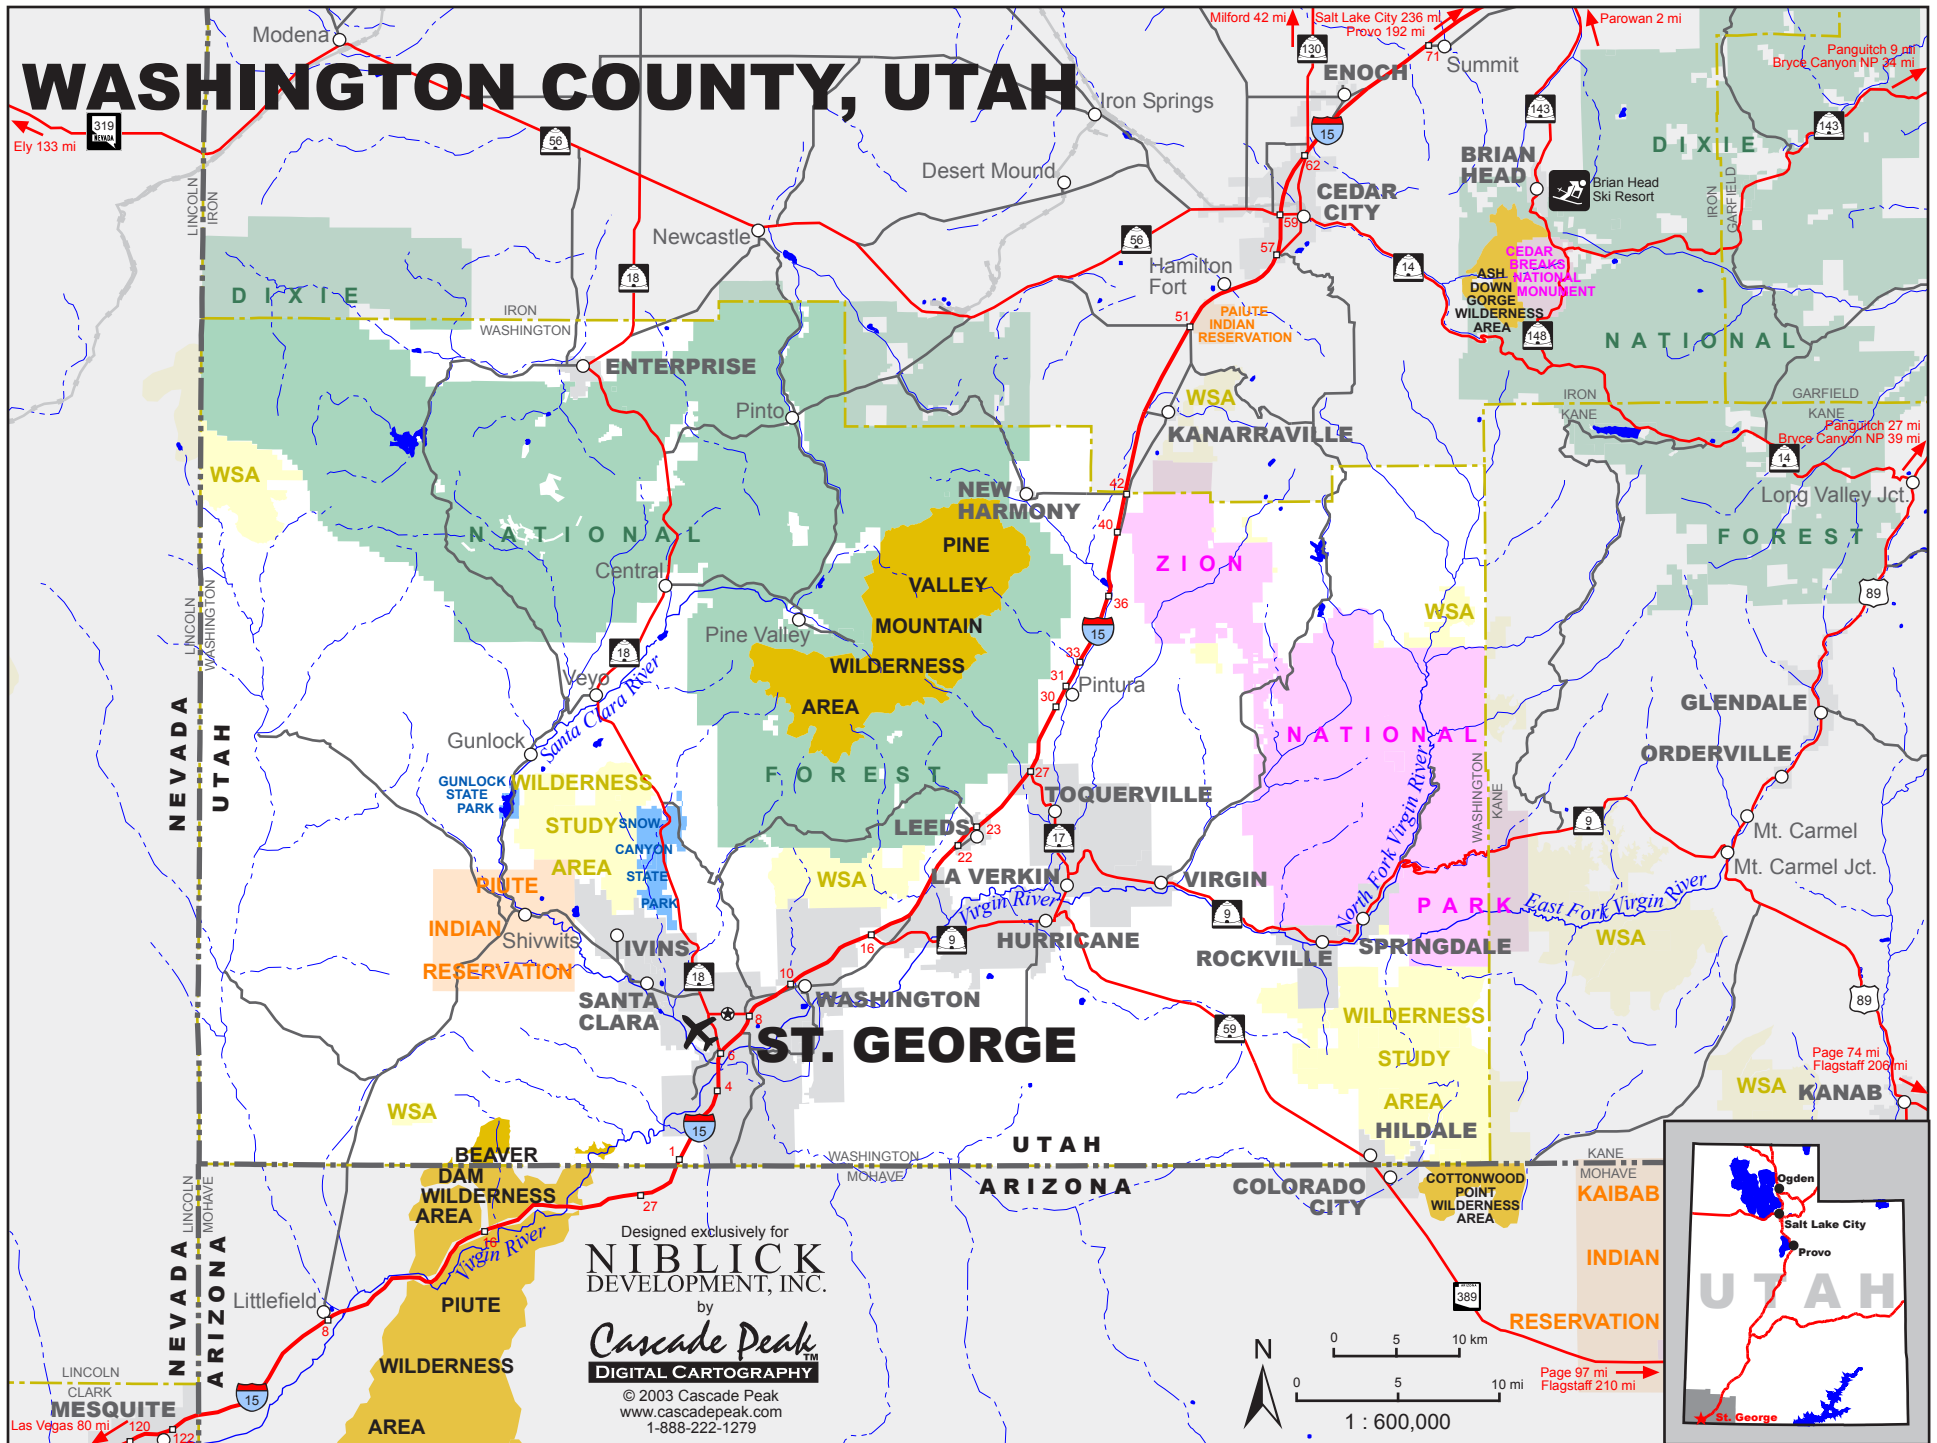 WASHINGTON COUNTY, UTAH
Modena
Milford 42 mi
Salt Lake City 236 mi
Provo 192 mi
Parowan 2 mi
Panguitch 9 mi
Bryce Canyon NP 34 mi
130
71
Summit
ENOCH
Iron Springs
15
143
143
319
NEVADA
Ely 133 mi
56
DIXIE
BRIAN
HEAD
Brian Head
Ski Resort
62
Desert Mound
CEDAR
CITY
59
57
LINCOLN
IRON
IRON
GARFIELD
Newcastle
56
Hamilton
Fort
14
CEDAR
BREAKS
NATIONAL
MONUMENT
ASH
DOWN
GORGE
WILDERNESS
AREA
18
DIXIE
IRON
WASHINGTON
51
PAIUTE
INDIAN
RESERVATION
148
NATIONAL
ENTERPRISE
WSA
IRON
KANE
GARFIELD
KANE
Pinto
KANARRAVILLE
Panguitch 27 mi
Bryce Canyon NP 39 mi
14
WSA
42
NEW
HARMONY
Long Valley Jct.
40
NATIONAL
PINE
VALLEY
MOUNTAIN
WILDERNESS
AREA
ZION
FOREST
Central
36
89
LINCOLN
WASHINGTON
WSA
Pine Valley
15
18
33
31
30
Pintura
Veyo
Santa Clara River
NEVADA
UTAH
GLENDALE
Gunlock
NATIONAL
ORDERVILLE
GUNLOCK
STATE
PARK
WILDERNESS
STUDY
AREA
FOREST
27
TOQUERVILLE
WASHINGTON
KANE
SNOW
CANYON
STATE
PARK
LEEDS
23
22
17
9
Mt. Carmel
Mt. Carmel Jct.
North Fork Virgin River
PIUTE
INDIAN
RESERVATION
WSA
LA VERKIN
VIRGIN
Virgin River
PARK
East Fork Virgin River
Shivwits
IVINS
16
9
HURRICANE
9
ROCKVILLE
SPRINGDALE
WSA
18
10
SANTA
CLARA
WASHINGTON
8
ST. GEORGE
59
WILDERNESS
STUDY
AREA
89
6
4
Page 74 mi
Flagstaff 206 mi
WSA
KANAB
WSA
15
HILDALE
1
WASHINGTON
MOHAVE
UTAH
ARIZONA
KANE
MOHAVE
BEAVER
DAM
WILDERNESS
AREA
27
COLORADO
CITY
COTTONWOOD
POINT
WILDERNESS
AREA
KAIBAB
INDIAN
RESERVATION
LINCOLN
MOHAVE
NEVADA
ARIZONA
16
Virgin River
Littlefield
8
PIUTE
WILDERNESS
AREA
389
Page 97 mi
Flagstaff 210 mi
Designed exclusively for
NIBLICK
DEVELOPMENT, INC.
by
Cascade Peak
TM
DIGITAL CARTOGRAPHY
© 2003 Cascade Peak
www.cascadepeak.com
1-888-222-1279
N
0 5 10 km
0 5 10 mi
1 : 600,000
LINCOLN
CLARK
MESQUITE
15
Las Vegas 80 mi
120
122
Ogden
Salt Lake City
Provo
UTAH
St. George